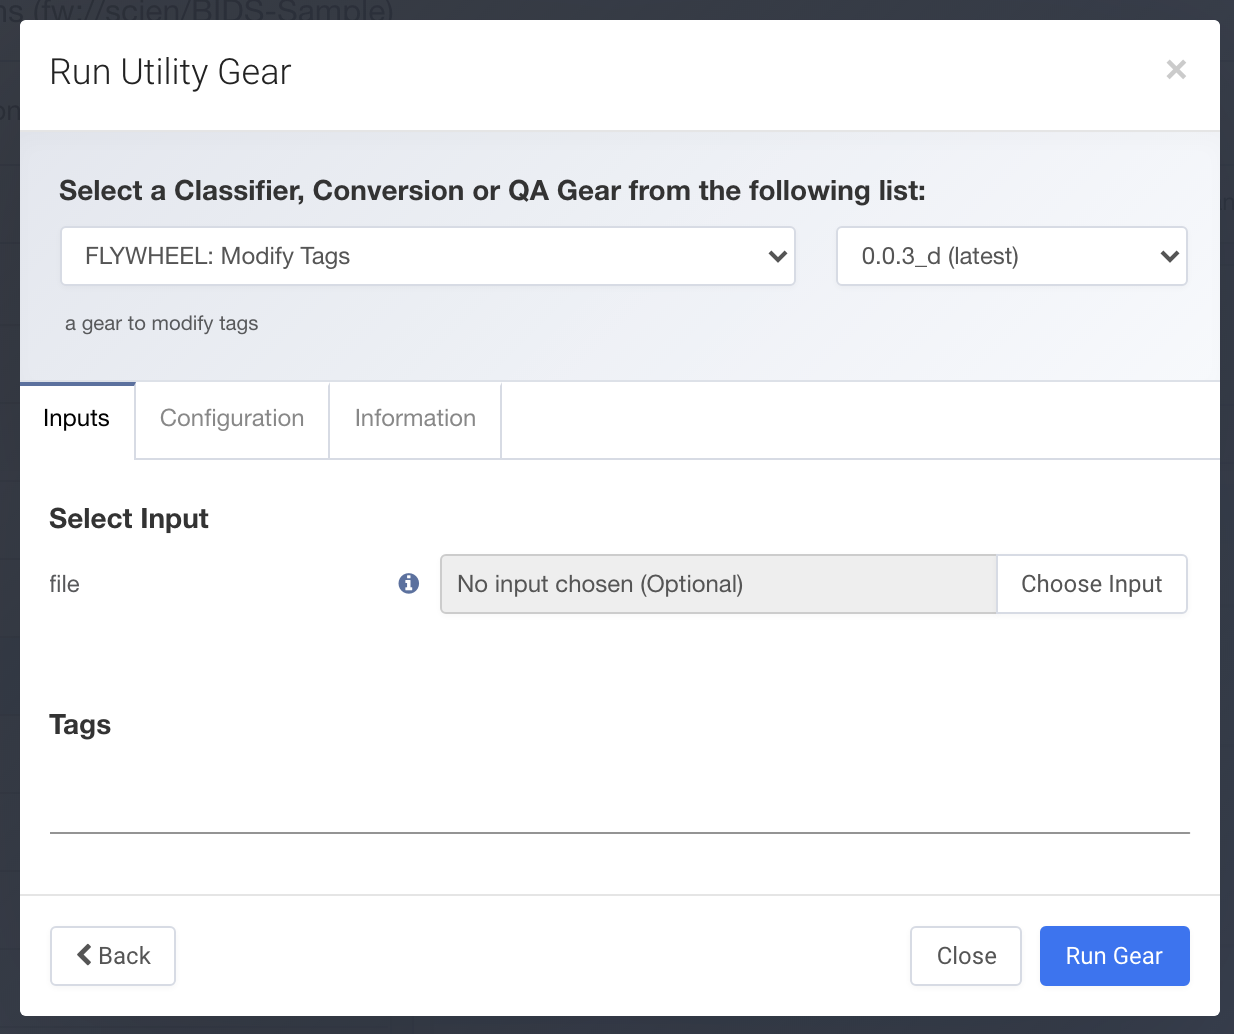 ns (fw://scien/BIDS-Sample)
Run Utility Gear
×
Select a Classifier, Conversion or QA Gear from the following list:
FLYWHEEL: Modify Tags
0.0.3_d (latest)
a gear to modify tags
Inputs
Configuration
Information
Select Input
file
No input chosen (Optional)
Choose Input
Tags
Back
Close
Run Gear